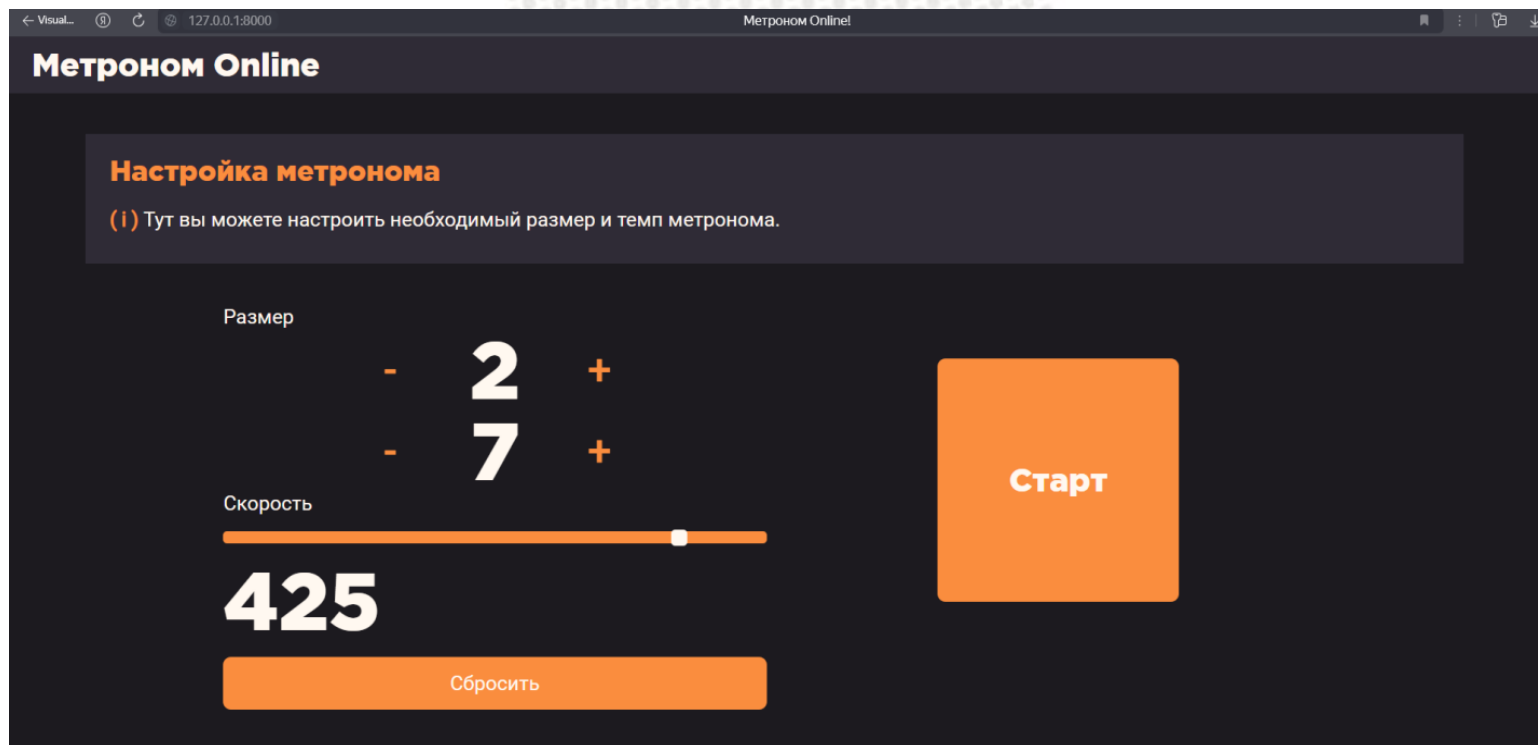 ← Visual... Я 127.0.0.1:8000 Метроном Online!
Метроном Online
Настройка метронома
(i) Тут вы можете настроить необходимый размер и темп метронома.
Размер
- 2 +
- 7 +
Скорость
425
Сбросить
Старт